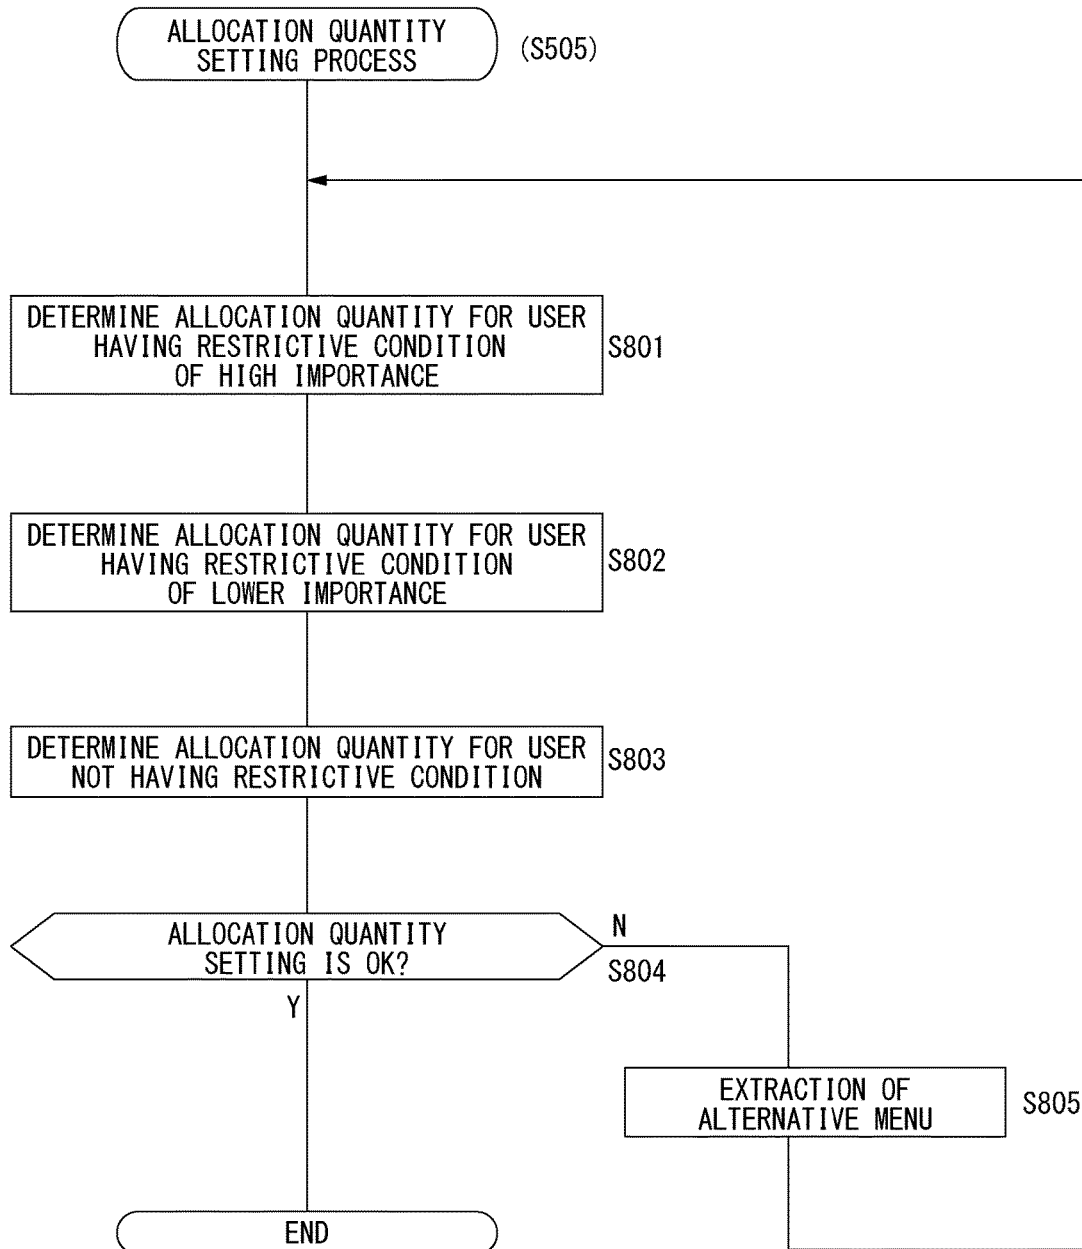 ALLOCATION QUANTITY
SETTING PROCESS
(S505)
DETERMINE ALLOCATION QUANTITY FOR USER
HAVING RESTRICTIVE CONDITION
OF HIGH IMPORTANCE
S801
DETERMINE ALLOCATION QUANTITY FOR USER
HAVING RESTRICTIVE CONDITION
OF LOWER IMPORTANCE
S802
DETERMINE ALLOCATION QUANTITY FOR USER
NOT HAVING RESTRICTIVE CONDITION
S803
ALLOCATION QUANTITY
SETTING IS OK?
N
S804
Y
EXTRACTION OF
ALTERNATIVE MENU
S805
END